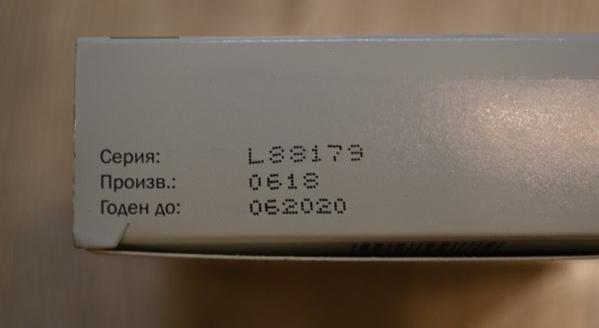 Серия: L88179
Произв.: 0618
Годен до: 062020